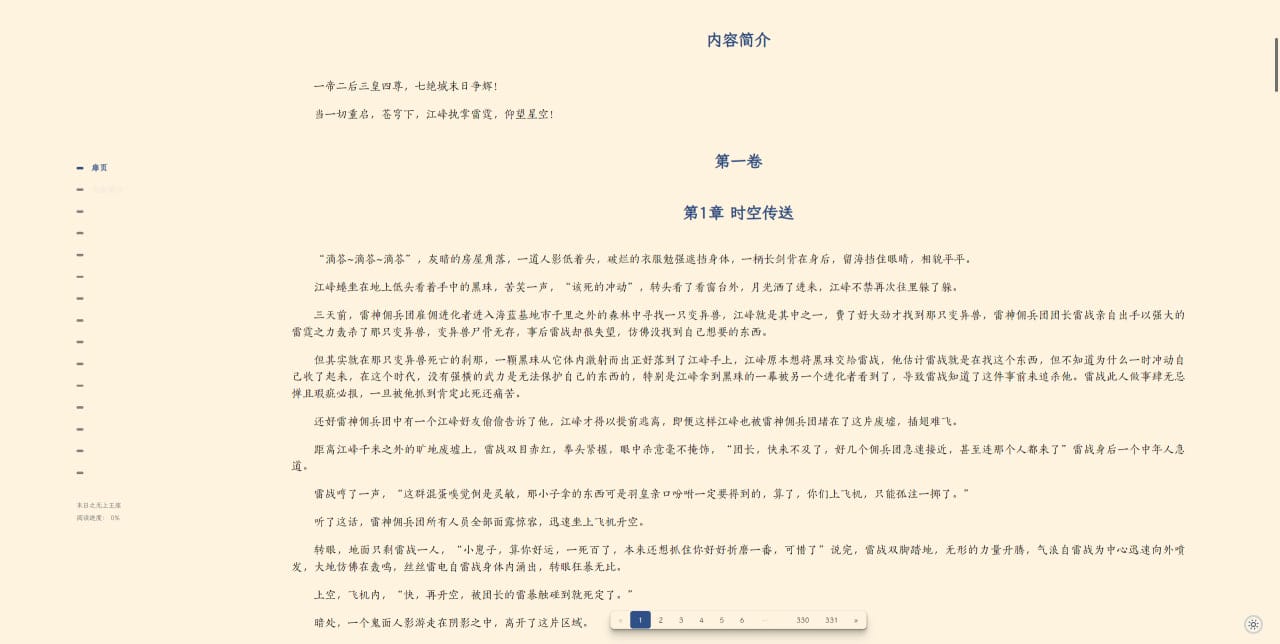 内容简介
一帝二后三皇四尊，七绝域末日争辉！
当一切重启，苍穹下，江峰执掌雷霆，仰望星空！
第一卷
扉页
第1章 时空传送
“滴答~滴答~滴答”，灰暗的房屋角落，一道人影低着头，破烂的衣服勉强遮挡身体，一柄长剑背在身后，留海挡住眼睛，相貌平平。
江峰蜷坐在地上低头看着手中的黑珠，苦笑一声，“该死的冲动”，转头看了看窗台外，月光洒了进来，江峰不禁再次往里躲了躲。
三天前，雷神佣兵团雇佣进化者进入海蓝基地市千里之外的森林中寻找一只变异兽，江峰就是其中之一，费了好大劲才找到那只变异兽，雷神佣兵团团长雷战亲自出手以强大的
雷霆之力轰杀了那只变异兽，变异兽尸骨无存，事后雷战却很失望，仿佛没找到自己想要的东西。
但其实就在那只变异兽死亡的刹那，一颗黑珠从它体内激射而出正好落到了江峰手上，江峰原本想将黑珠交给雷战，他估计雷战就是在找这个东西，但不知道为什么一时冲动自
己收了起来，在这个时代，没有强横的武力是无法保护自己的东西的，特别是江峰拿到黑珠的一幕被另一个进化者看到了，导致雷战知道了这件事前来追杀他。雷战此人做事肆无忌
惮且瑕疵必报，一旦被他抓到肯定比死还痛苦。
还好雷神佣兵团中有一个江峰好友偷偷告诉了他，江峰才得以提前逃离，即便这样江峰也被雷神佣兵团堵在了这片废墟，插翅难飞。
距离江峰千米之外的旷地废墟上，雷战双目赤红，拳头紧握，眼中杀意毫不掩饰，“团长，快来不及了，好几个佣兵团急速接近，甚至连那个人都来了”雷战身后一个中年人急
道。
雷战哼了一声，“这群混蛋嗅觉倒是灵敏，那小子拿的东西可是羽皇亲口吩咐一定要得到的，算了，你们上飞机，只能孤注一掷了。”
末日之无上王座
阅读进度： 0%
听了这话，雷神佣兵团所有人员全部面露惊容，迅速坐上飞机升空。
转眼，地面只剩雷战一人，“小崽子，算你好运，一死百了，本来还想抓住你好好折磨一番，可惜了”说完，雷战双脚踏地，无形的力量升腾，气浪自雷战为中心迅速向外喷
发，大地仿佛在轰鸣，丝丝雷电自雷战身体内涌出，转眼狂暴无比。
上空，飞机内，“快，再升空，被团长的雷暴触碰到就死定了。”
暗处，一个鬼面人影游走在阴影之中，离开了这片区域。
« 1 2 3 4 5 6 ··· 330 331 »